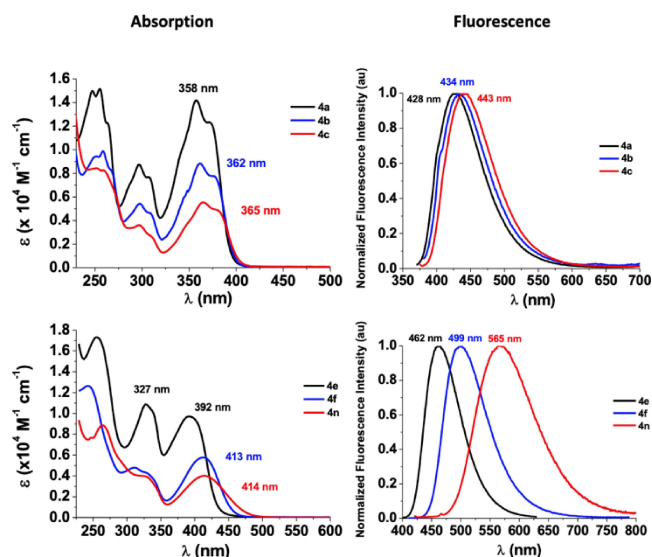 Absorption
Fluorescence
1.6
1.4
1.2
1.0
0.8
0.6
0.4
0.2
0.0
ε (x 10⁴ M⁻¹ cm⁻¹)
358 nm
362 nm
365 nm
4a
4b
4c
250 300 350 400 450 500
λ (nm)
1.0
0.8
0.6
0.4
0.2
0.0
Normalized Fluorescence Intensity (au)
434 nm
428 nm
443 nm
4a
4b
4c
350 400 450 500 550 600 650 700
λ (nm)
1.8
1.6
1.4
1.2
1.0
0.8
0.6
0.4
0.2
0.0
ε (x 10⁴ M⁻¹ cm⁻¹)
327 nm
392 nm
413 nm
414 nm
4e
4f
4n
250 300 350 400 450 500 550 600
λ (nm)
1.0
0.8
0.6
0.4
0.2
0.0
Normalized Fluorescence Intensity (au)
462 nm 499 nm 565 nm
4e
4f
4n
400 450 500 550 600 650 700 750 800
λ (nm)